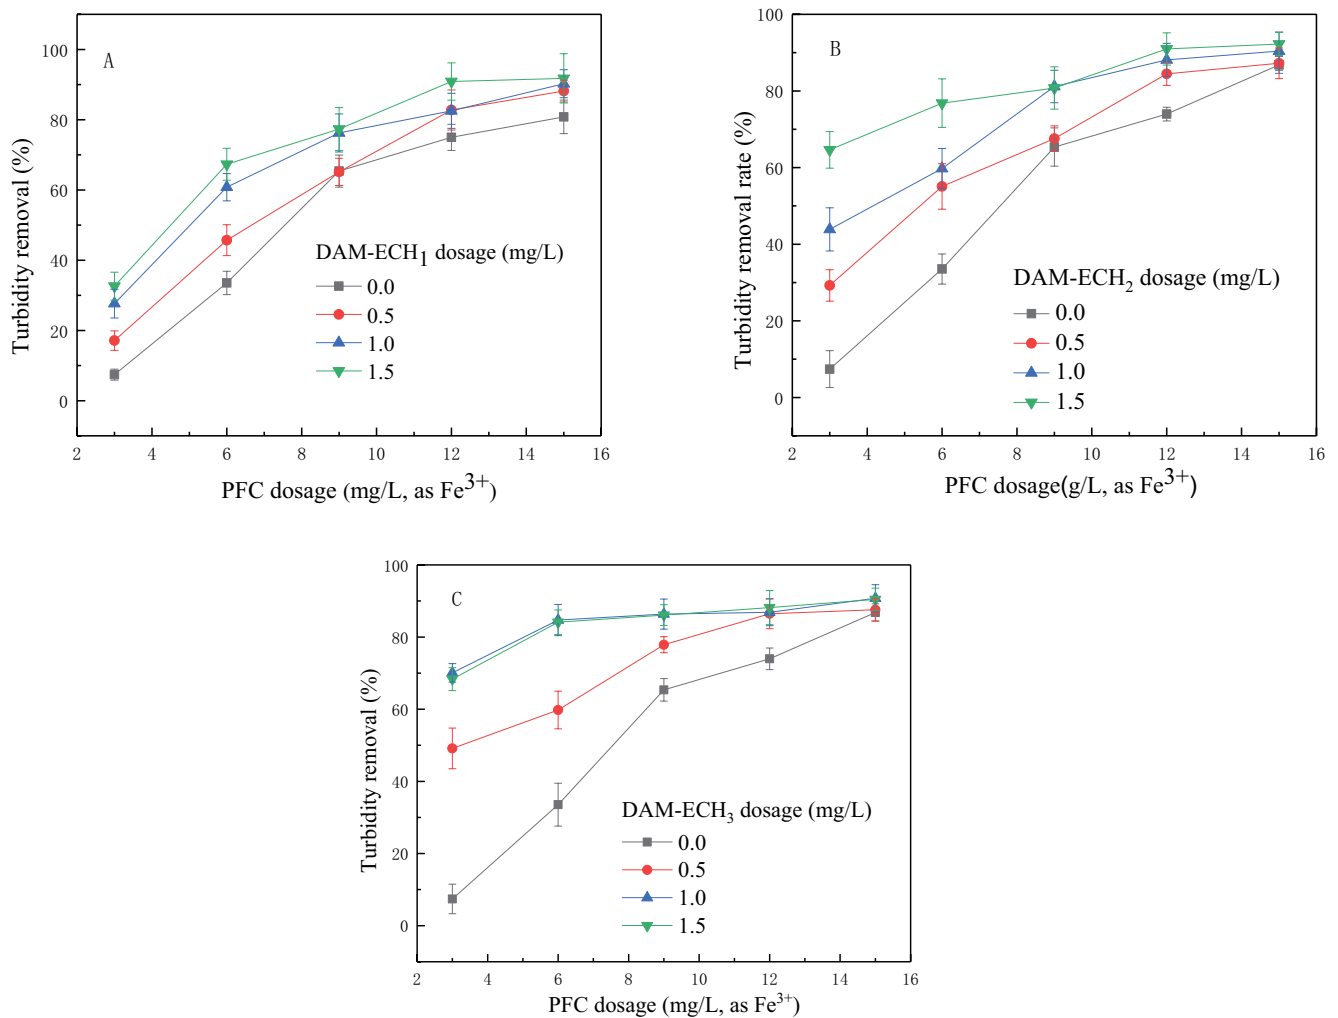 A
Turbidity removal (%)
100
80
60
40
20
0
DAM-ECH1 dosage (mg/L)
0.0
0.5
1.0
1.5
2 4 6 8 10 12 14 16
PFC dosage (mg/L, as Fe3+)
B
Turbidity removal rate (%)
100
80
60
40
20
0
DAM-ECH2 dosage (mg/L)
0.0
0.5
1.0
1.5
2 4 6 8 10 12 14 16
PFC dosage(g/L, as Fe3+)
C
Turbidity removal (%)
100
80
60
40
20
0
DAM-ECH3 dosage (mg/L)
0.0
0.5
1.0
1.5
2 4 6 8 10 12 14 16
PFC dosage (mg/L, as Fe3+)